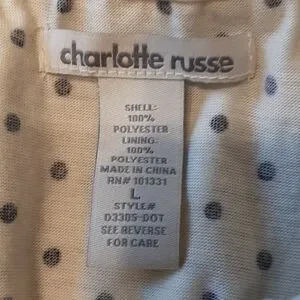 charlotte russe
SHELL:
100%
POLYESTER
LINING:
100%
POLYESTER
MADE IN CHINA
RN# 101331
L
STYLE#
D3385-DOT
SEE REVERSE
FOR CARE